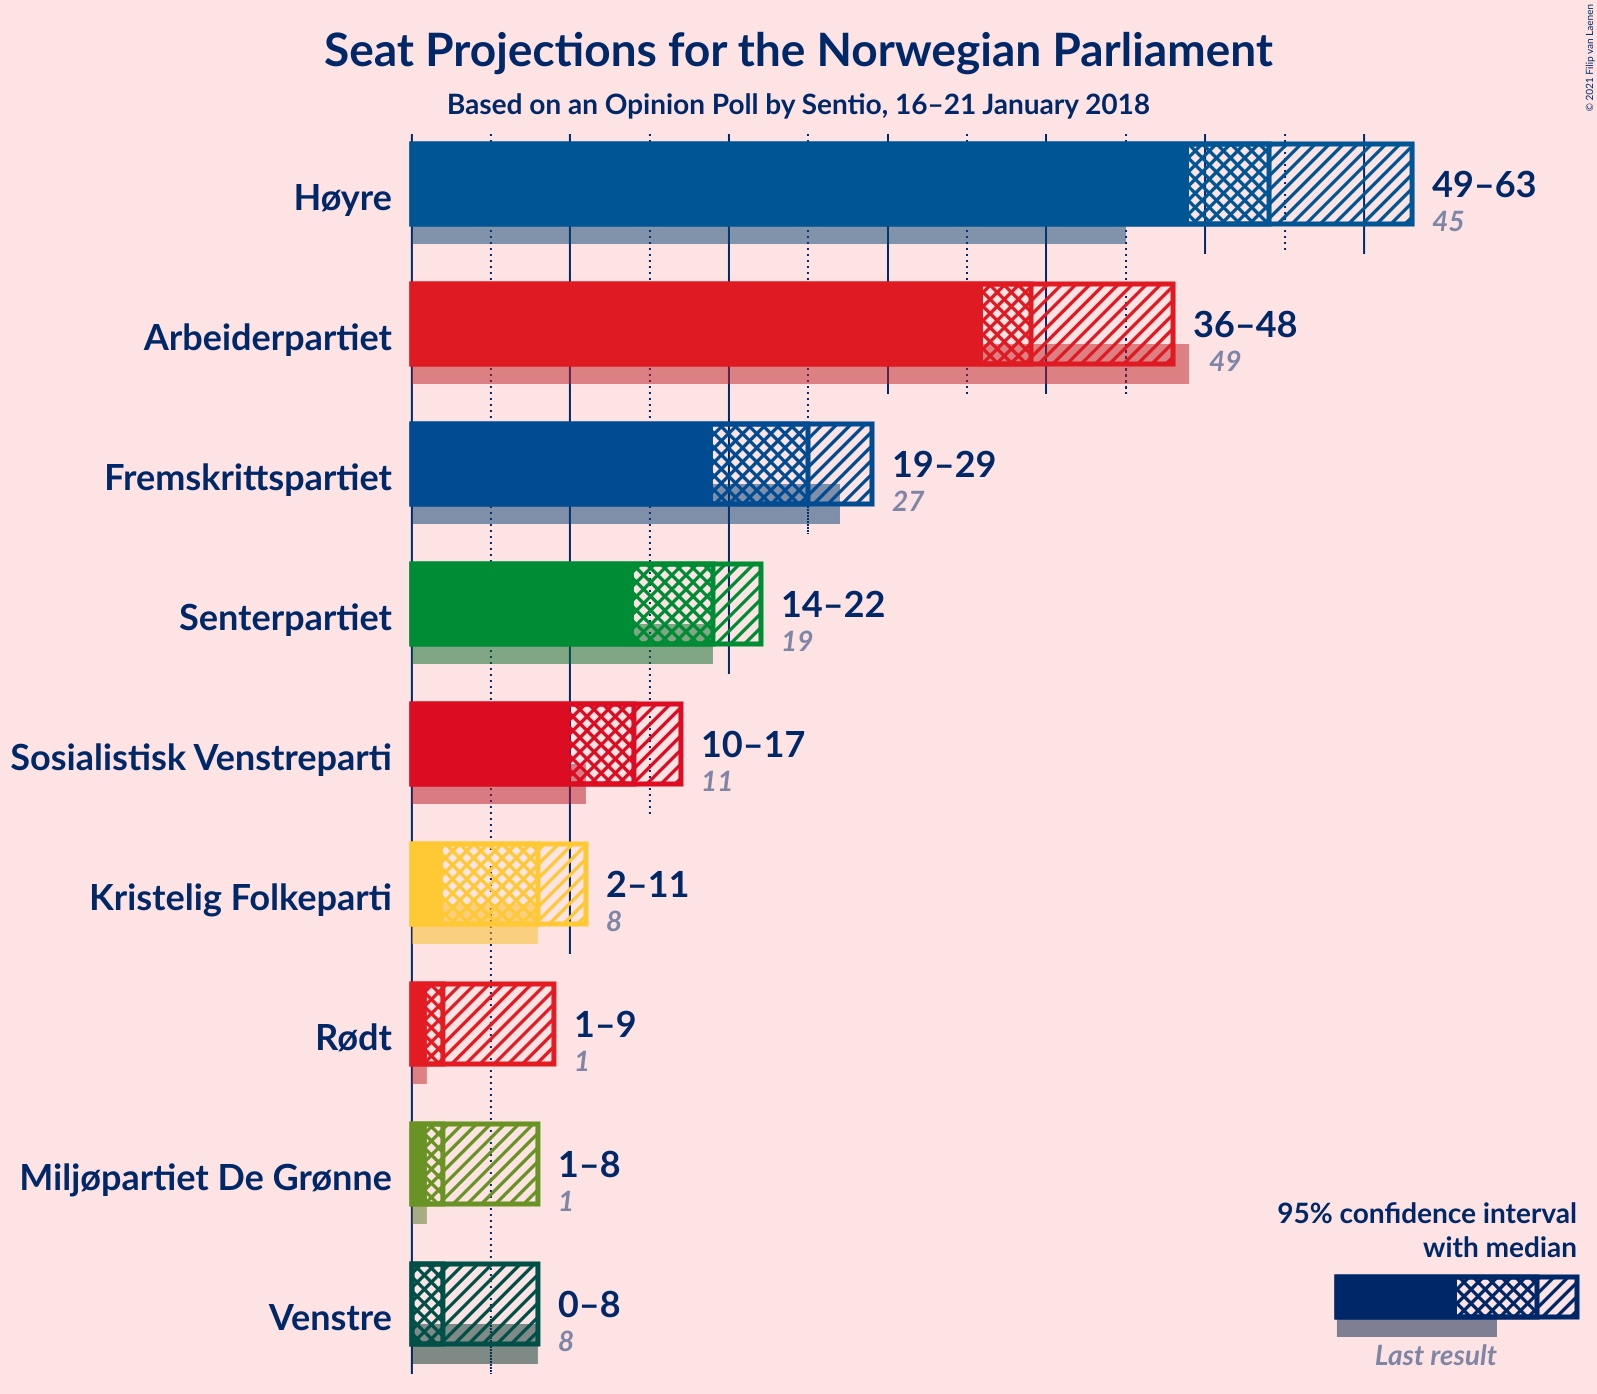 Seat Projections for the Norwegian Parliament
Based on an Opinion Poll by Sentio, 16–21 January 2018
© 2021 Filip van Laenen
Høyre
49–63
45
Arbeiderpartiet
36–48
49
Fremskrittspartiet
19–29
27
Senterpartiet
14–22
19
Sosialistisk Venstreparti
10–17
11
Kristelig Folkeparti
2–11
8
Rødt
1–9
1
Miljøpartiet De Grønne
1–8
1
Venstre
0–8
8
95% confidence interval
with median
Last result